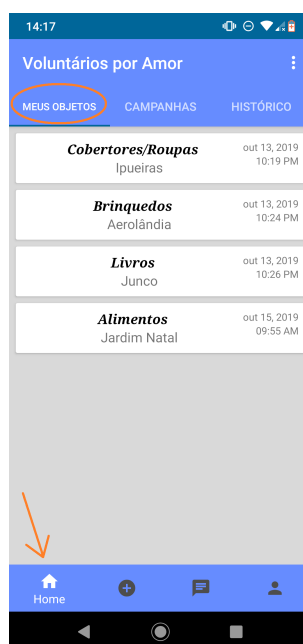 14:17
Voluntários por Amor
MEUS OBJETOS CAMPANHAS HISTÓRICO
Cobertores/Roupas out 13, 2019
Ipueiras 10:19 PM
Brinquedos out 13, 2019
Aerolândia 10:24 PM
Livros out 13, 2019
Junco 10:26 PM
Alimentos out 15, 2019
Jardim Natal 09:55 AM
Home